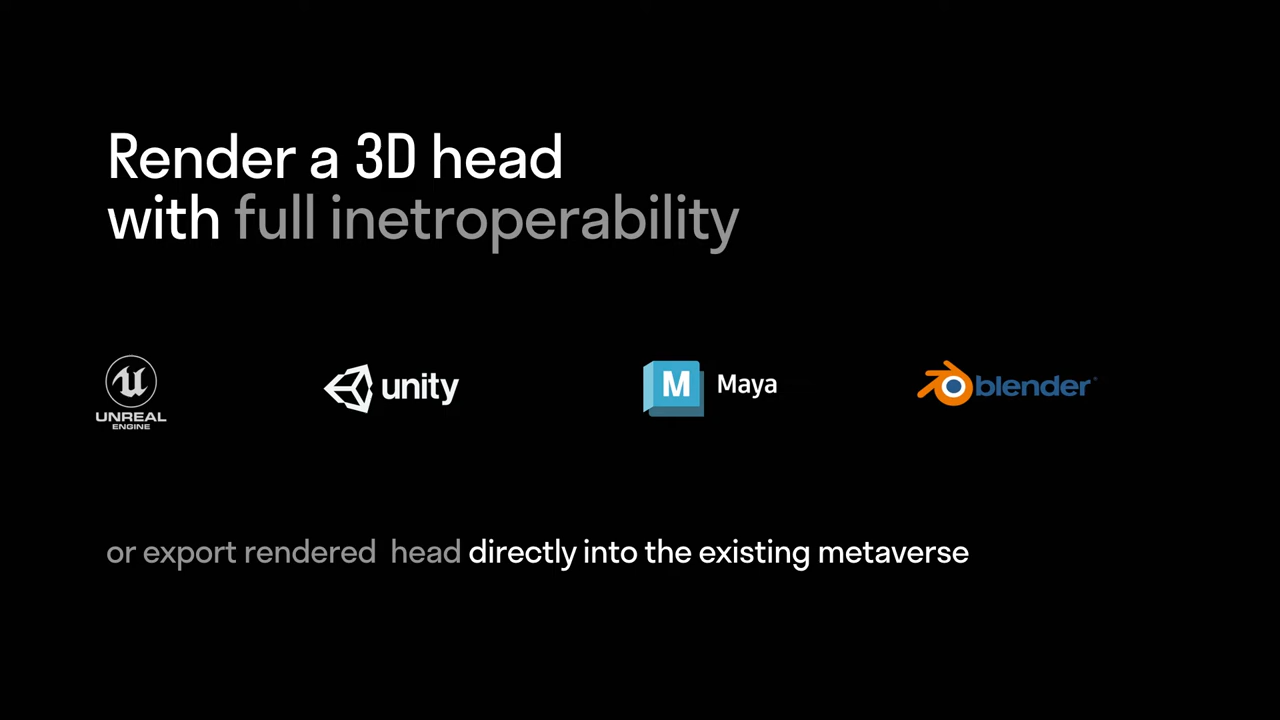 Render a 3D head
with full inetroperability
UNREAL
ENGINE
unity
M Maya
blender
or export rendered  head directly into the existing metaverse